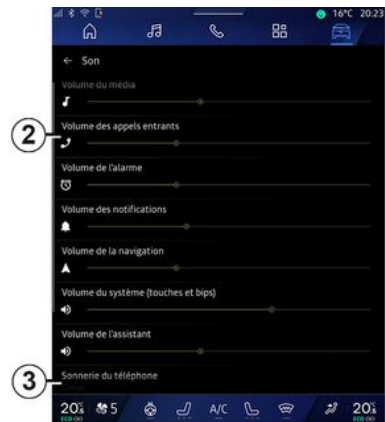 16°C 20:23
← Son
Volume du média
Volume des appels entrants
2
Volume de l'alarme
Volume des notifications
Volume de la navigation
Volume du système (touches et bips)
Volume de l'assistant
3
Sonnerie du téléphone
20.5 5 A/C 20.5
ECO ECO